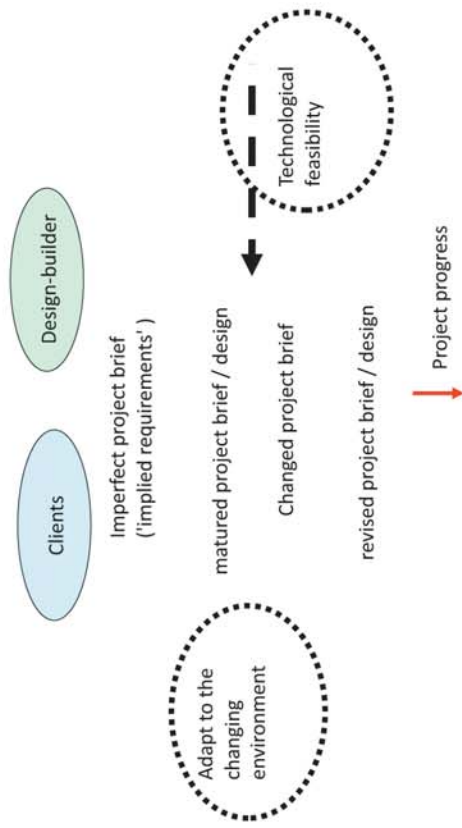 Clients
Design-builder
Imperfect project brief
('implied requirements' )
Adapt to the
changing
environment
matured project brief / design
Changed project brief
Technological
feasibility
revised project brief / design
Project progress